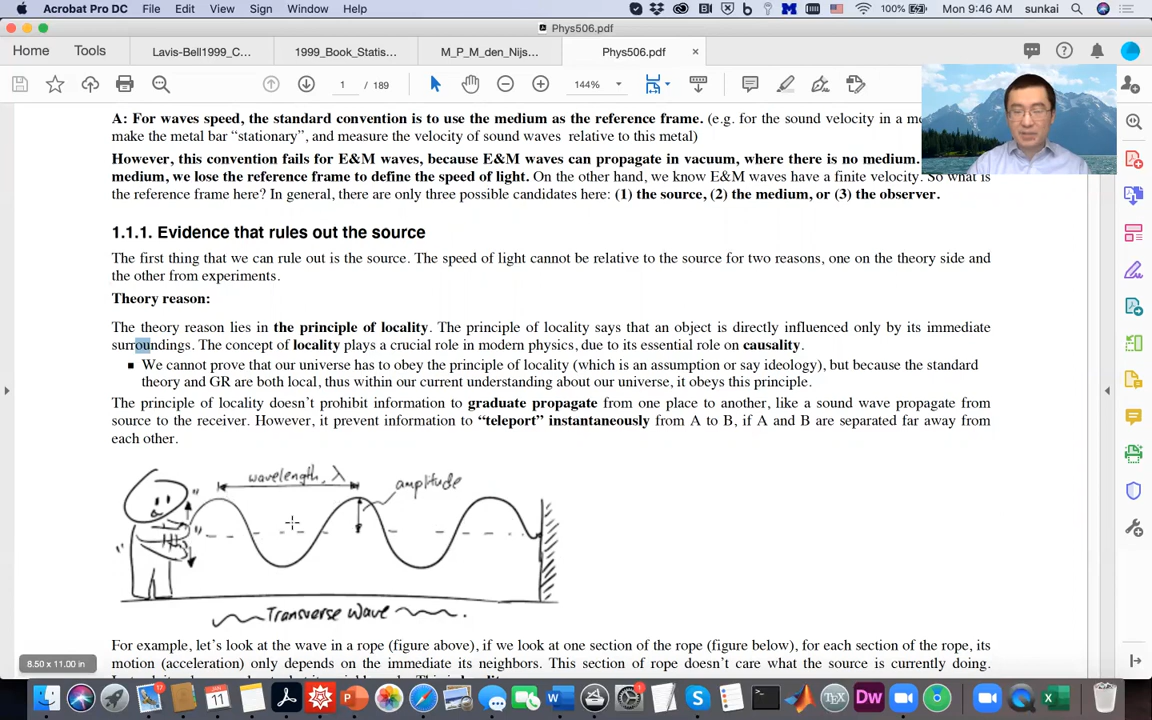 Acrobat Pro DC File Edit View Sign Window Help 100% Mon 9:46 AM sunkai
Phys506.pdf
Home Tools Lavis-Bell1999_C... 1999_Book_Statis... M_P_M_den_Nijs... Phys506.pdf ×
1 / 189 144%
A: For waves speed, the standard convention is to use the medium as the reference frame. (e.g. for the sound velocity in a me
make the metal bar “stationary”, and measure the velocity of sound waves relative to this metal)
However, this convention fails for E&M waves, because E&M waves can propagate in vacuum, where there is no medium.
medium, we lose the reference frame to define the speed of light. On the other hand, we know E&M waves have a finite velocity. So what is
the reference frame here? In general, there are only three possible candidates here: (1) the source, (2) the medium, or (3) the observer.
1.1.1. Evidence that rules out the source
The first thing that we can rule out is the source. The speed of light cannot be relative to the source for two reasons, one on the theory side and
the other from experiments.
Theory reason:
The theory reason lies in the principle of locality. The principle of locality says that an object is directly influenced only by its immediate
surroundings. The concept of locality plays a crucial role in modern physics, due to its essential role on causality.
▪ We cannot prove that our universe has to obey the principle of locality (which is an assumption or say ideology), but because the standard
theory and GR are both local, thus within our current understanding about our universe, it obeys this principle.
The principle of locality doesn’t prohibit information to graduate propagate from one place to another, like a sound wave propagate from
source to the receiver. However, it prevent information to “teleport” instantaneously from A to B, if A and B are separated far away from
each other.
wavelength, λ
amplitude
Transverse Wave
For example, let’s look at the wave in a rope (figure above), if we look at one section of the rope (figure below), for each section of the rope, its
motion (acceleration) only depends on the immediate its neighbors. This section of rope doesn’t care what the source is currently doing.
8.50 x 11.00 in